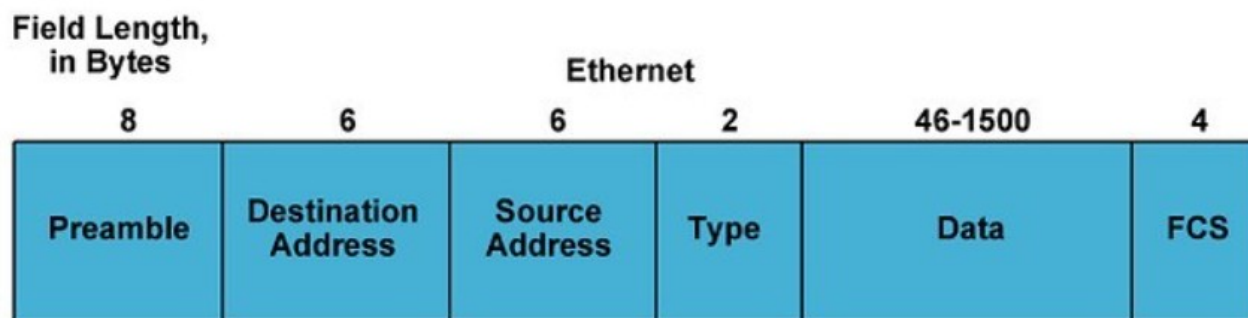 Field Length,
in Bytes
Ethernet
8 6 6 2 46-1500 4
Preamble Destination Address Source Address Type Data FCS